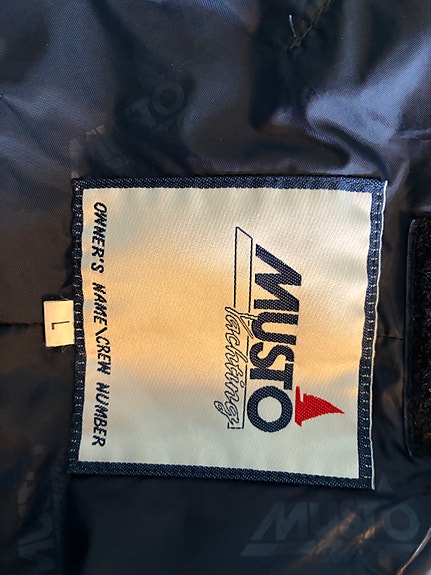 MUSTO
Yachting
OWNER'S NAME\CREW NUMBER
L
MUSTO